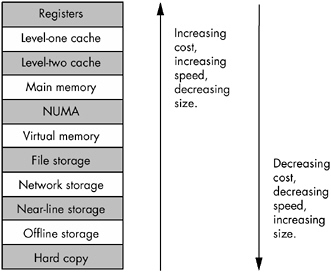 Registers
Level-one cache
Level-two cache
Main memory
NUMA
Virtual memory
File storage
Network storage
Near-line storage
Offline storage
Hard copy
Increasing
cost,
increasing
speed,
decreasing
size.
Decreasing
cost,
decreasing
speed,
increasing
size.